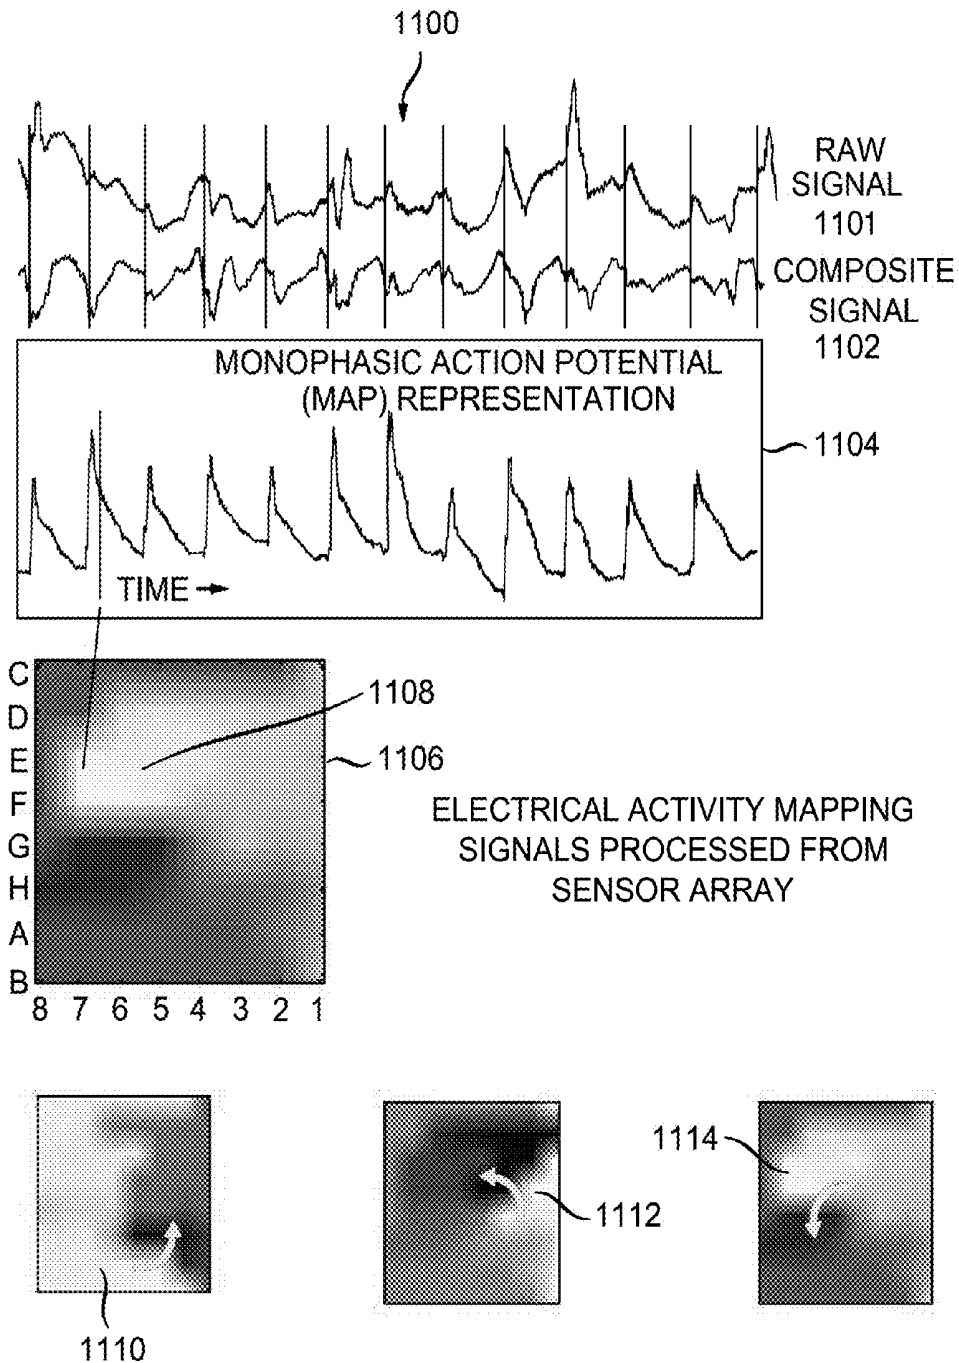 1100
RAW
SIGNAL
1101
COMPOSITE
SIGNAL
1102
MONOPHASIC ACTION POTENTIAL
(MAP) REPRESENTATION
1104
TIME →
C
D
E
F
G
H
A
B
8 7 6 5 4 3 2 1
1108
1106
ELECTRICAL ACTIVITY MAPPING
SIGNALS PROCESSED FROM
SENSOR ARRAY
1110
1112
1114